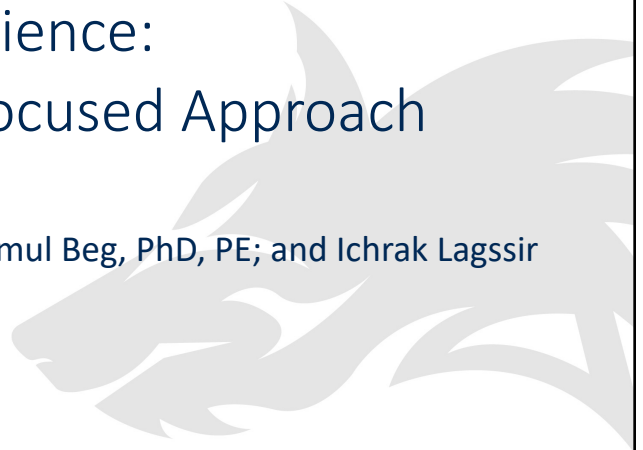 ience:
ocused Approach
mul Beg, PhD, PE; and Ichrak Lagssir